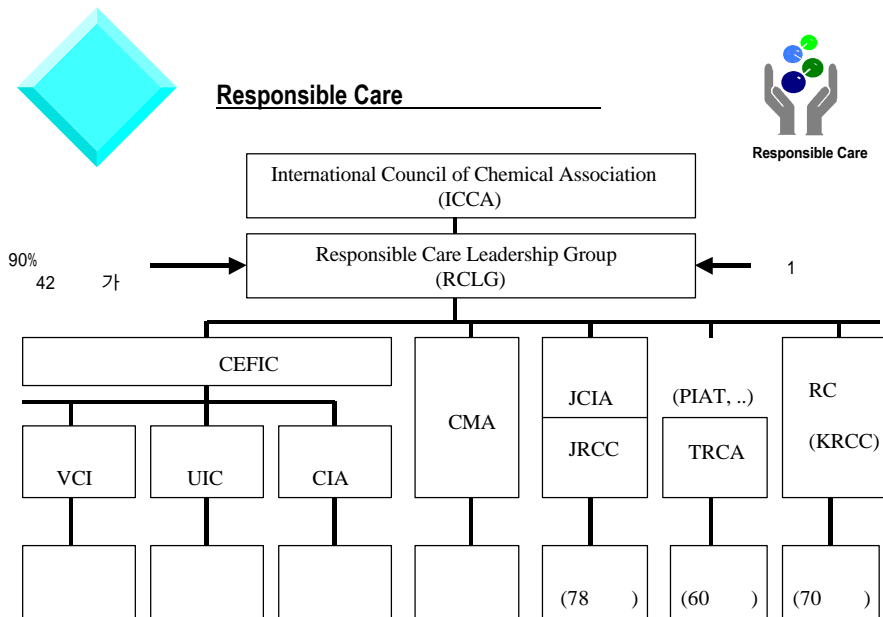 Responsible Care
Responsible Care
International Council of Chemical Association
(ICCA)
Responsible Care Leadership Group
(RCLG)
90%
42 가
1
CEFIC
CMA
JCIA
JRCC
(PIAT, ..)
TRCA
RC
(KRCC)
VCI
UIC
CIA
(78 )
(60 )
(70 )